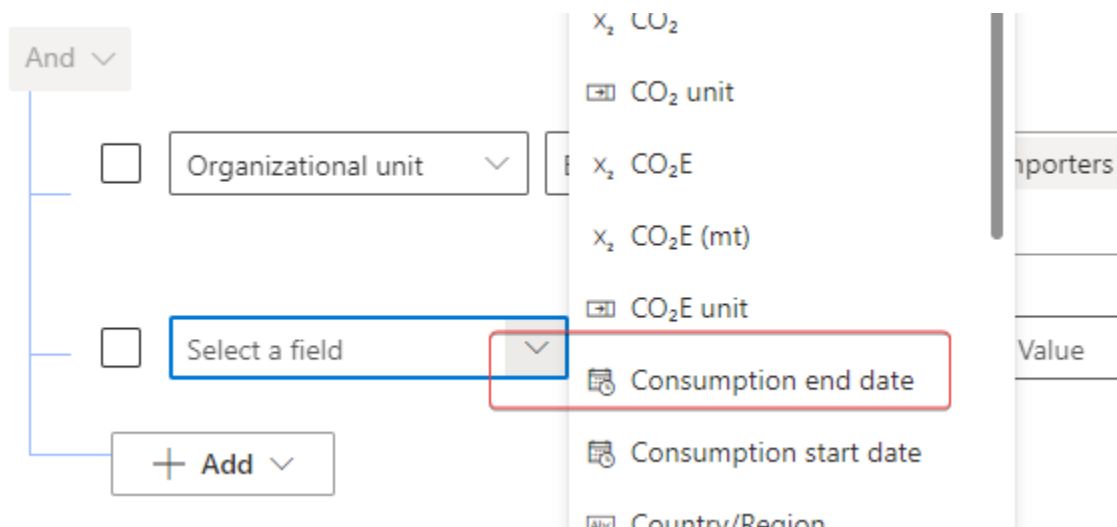 And
Organizational unit
Select a field
Add
CO₂
CO₂ unit
CO₂E
CO₂E (mt)
CO₂E unit
Consumption end date
Consumption start date
Country/Region
Value